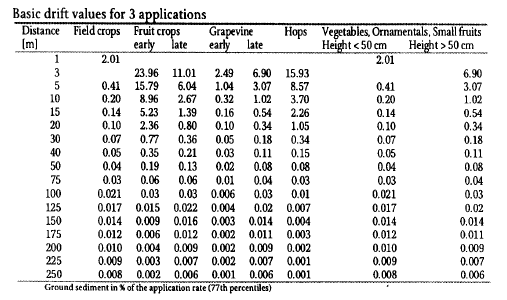 Basic drift values for 3 applications
Distance Field crops Fruit crops Grapevine Hops Vegetables, Ornamentals, Small fruits
[m] early late early late Height < 50 cm Height > 50 cm
1 2.01 2.01
3 23.96 11.01 2.49 6.90 15.93 6.90
5 0.41 15.79 6.04 1.04 3.07 8.57 0.41 3.07
10 0.20 8.96 2.67 0.32 1.02 3.70 0.20 1.02
15 0.14 5.23 1.39 0.16 0.54 2.26 0.14 0.54
20 0.10 2.36 0.80 0.10 0.34 1.05 0.10 0.34
30 0.07 0.77 0.36 0.05 0.18 0.34 0.07 0.18
40 0.05 0.35 0.21 0.03 0.11 0.15 0.05 0.11
50 0.04 0.19 0.13 0.02 0.08 0.08 0.04 0.08
75 0.03 0.06 0.06 0.01 0.04 0.03 0.03 0.04
100 0.021 0.03 0.03 0.006 0.03 0.01 0.021 0.03
125 0.017 0.015 0.022 0.004 0.02 0.007 0.017 0.02
150 0.014 0.009 0.016 0.003 0.014 0.004 0.014 0.014
175 0.012 0.006 0.012 0.002 0.011 0.003 0.012 0.011
200 0.010 0.004 0.009 0.002 0.009 0.002 0.010 0.009
225 0.009 0.003 0.007 0.002 0.007 0.001 0.009 0.007
250 0.008 0.002 0.006 0.001 0.006 0.001 0.008 0.006
Ground sediment in % of the application rate (77th percentiles)